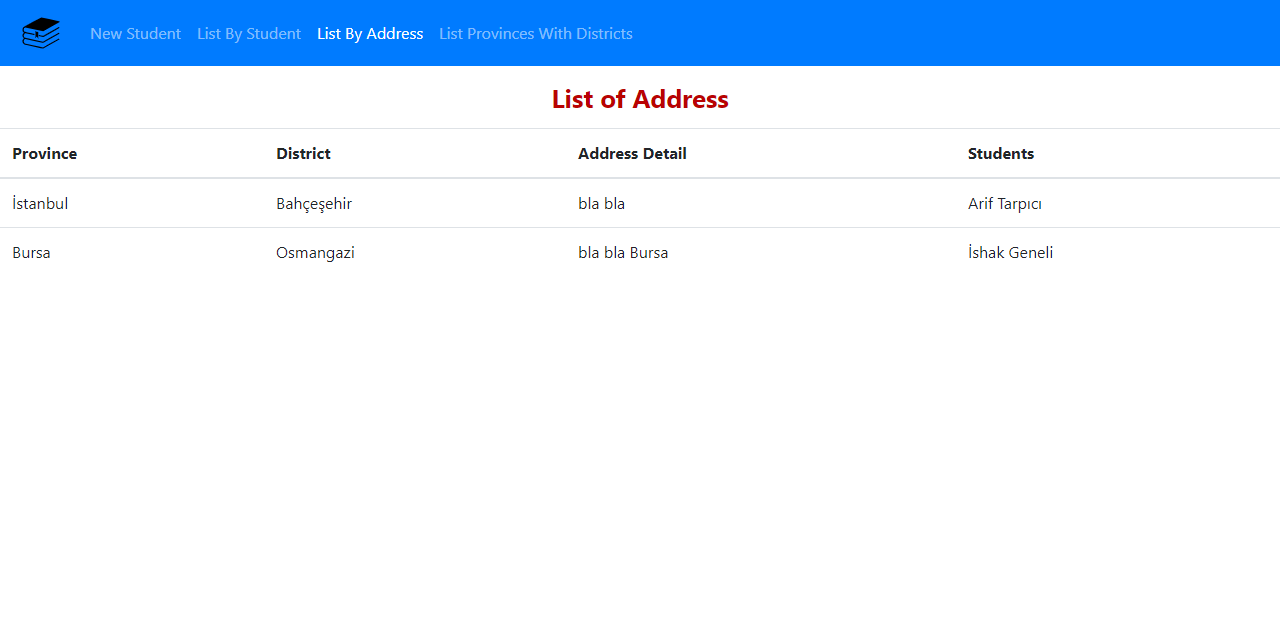 New Student List By Student List By Address List Provinces With Districts
List of Address
Province District Address Detail Students
İstanbul Bahçeşehir bla bla Arif Tarpıcı
Bursa Osmangazi bla bla Bursa İshak Geneli